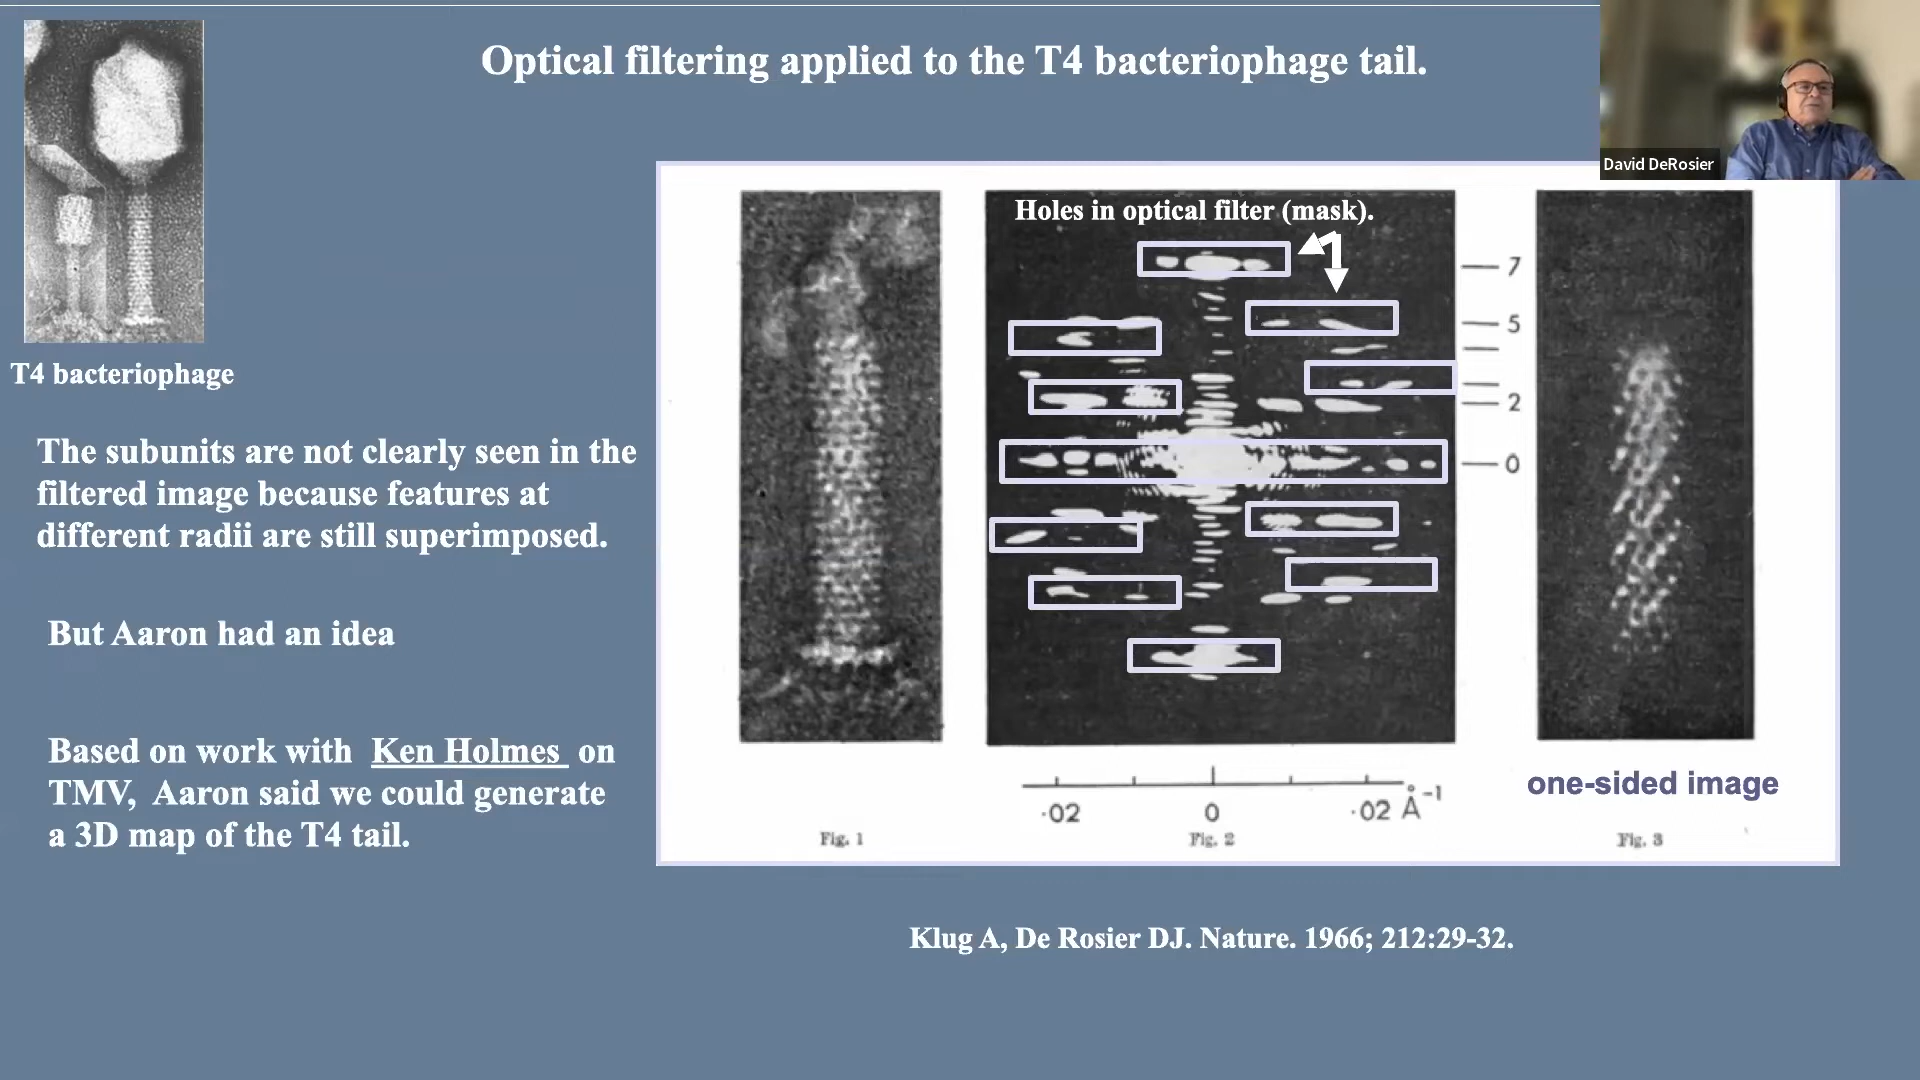 Optical filtering applied to the T4 bacteriophage tail.
David DeRosier
T4 bacteriophage
The subunits are not clearly seen in the
filtered image because features at
different radii are still superimposed.
But Aaron had an idea
Based on work with Ken Holmes on
TMV, Aaron said we could generate
a 3D map of the T4 tail.
Holes in optical filter (mask).
7
5
2
0
·02 0 ·02 Å⁻¹
Fig. 1
Fig. 2
one-sided image
Fig. 3
Klug A, De Rosier DJ. Nature. 1966; 212:29-32.